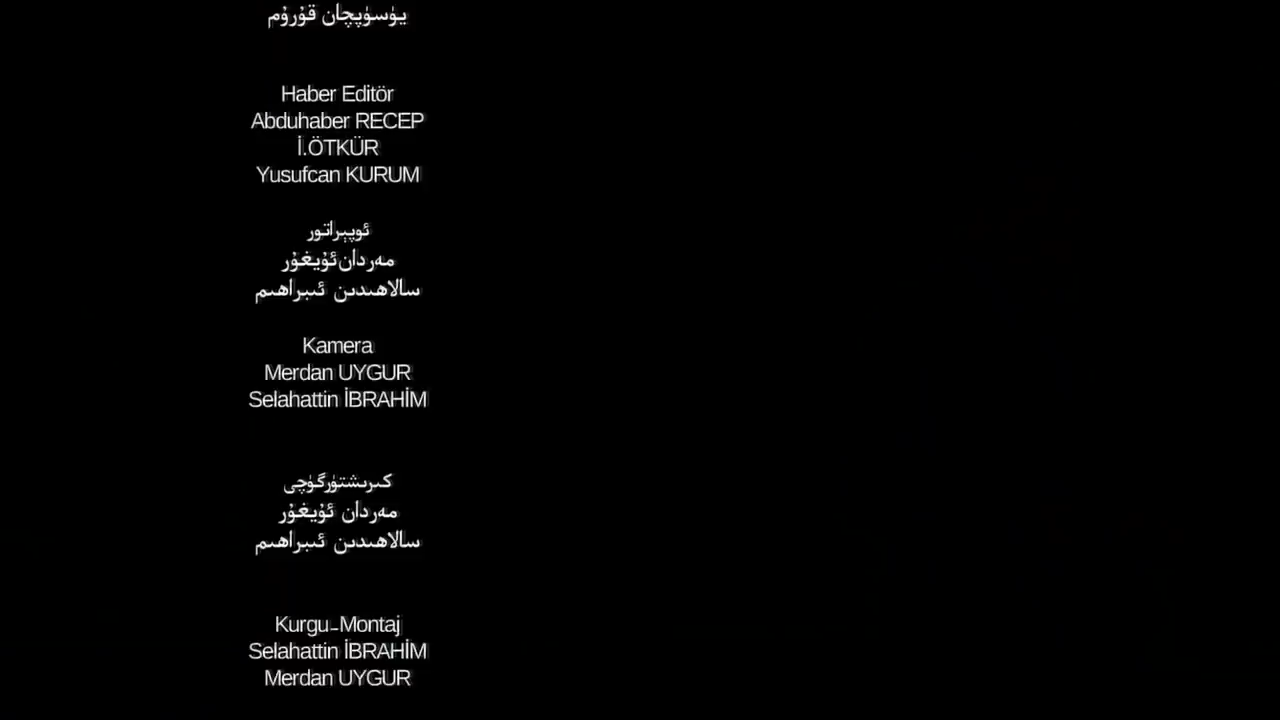 يۈسۈپچان قۇرۇم
Haber Editör
Abduhaber RECEP
İ.ÖTKÜR
Yusufcan KURUM
ئوپېراتور
مەردان ئۇيغۇر
سالاھىدىن ئىبراھىم
Kamera
Merdan UYGUR
Selahattin İBRAHİM
كىرىشتۈرگۈچى
مەردان ئۇيغۇر
سالاھىدىن ئىبراھىم
Kurgu-Montaj
Selahattin İBRAHİM
Merdan UYGUR